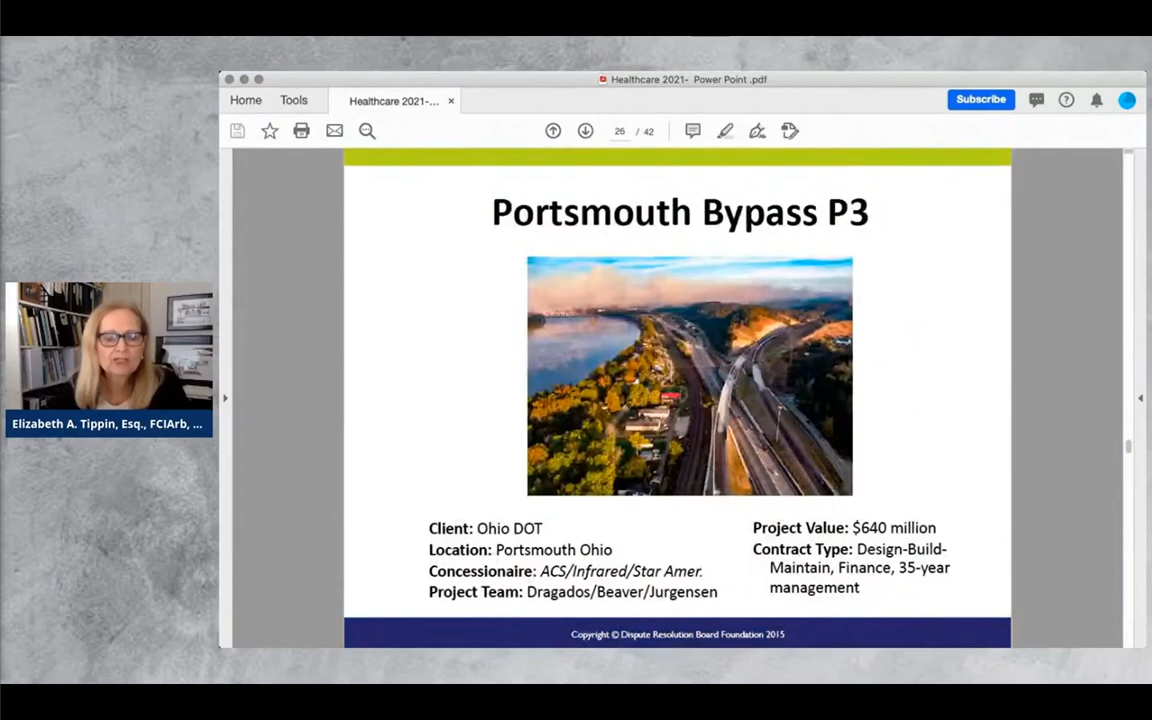 Healthcare 2021- Power Point .pdf
Home Tools Healthcare 2021-... × Subscribe
26 / 42
Portsmouth Bypass P3
Elizabeth A. Tippin, Esq., FCIArb, ...
Client: Ohio DOT
Location: Portsmouth Ohio
Concessionaire: ACS/Infrared/Star Amer.
Project Team: Dragados/Beaver/Jurgensen
Project Value: $640 million
Contract Type: Design-Build-
Maintain, Finance, 35-year
management
Copyright © Dispute Resolution Board Foundation 2015